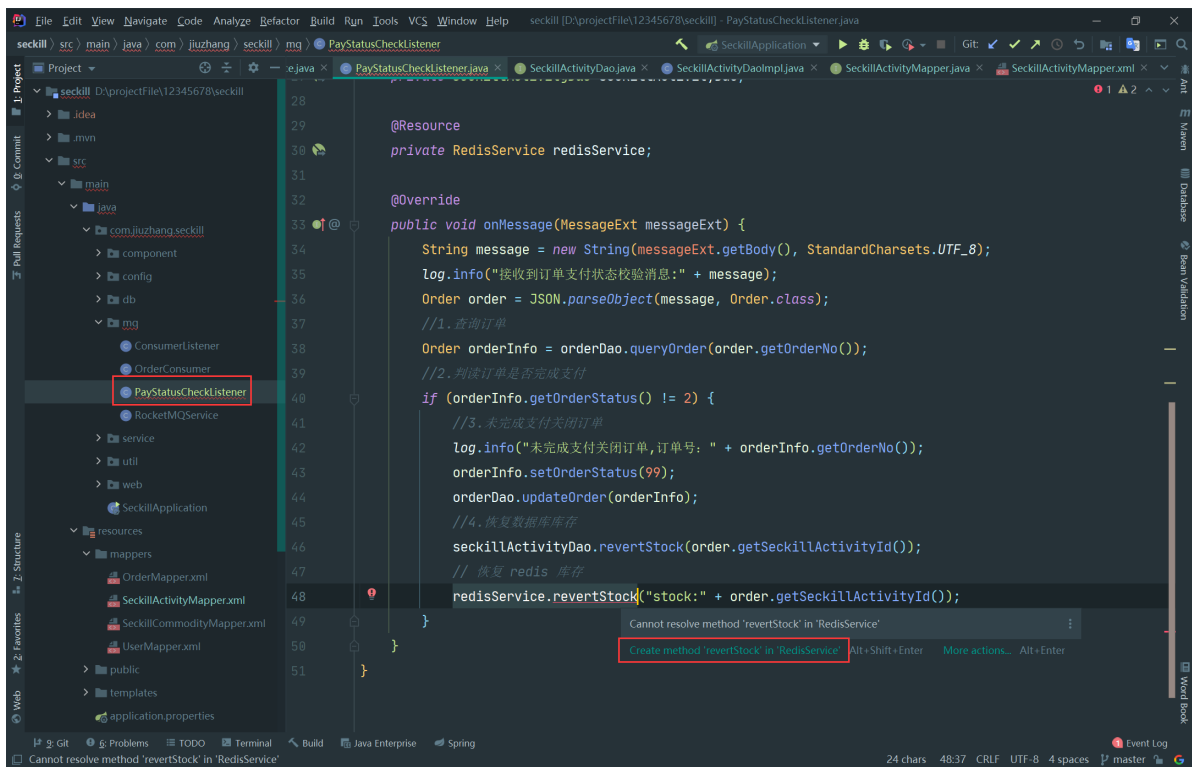 File Edit View Navigate Code Analyze Refactor Build Run Tools VCS Window Help seckill [D:\projectFile\12345678\seckill] - PayStatusCheckListener.java
seckill src main java com jiuzhang seckill mq PayStatusCheckListener SeckillApplication Git:
Project
:e.java PayStatusCheckListener.java SeckillActivityDao.java SeckillActivityDaoImpl.java SeckillActivityMapper.java SeckillActivityMapper.xml
1: Project
0: Commit
Pull Requests
7: Structure
2: Favorites
Web
seckill D:\projectFile\12345678\seckill
.idea
.mvn
src
main
java
com.jiuzhang.seckill
component
config
db
mq
ConsumerListener
OrderConsumer
PayStatusCheckListener
RocketMQService
service
util
web
SeckillApplication
resources
mappers
OrderMapper.xml
SeckillActivityMapper.xml
SeckillCommodityMapper.xml
UserMapper.xml
public
templates
application.properties
1 2
28
29 @Resource
30 private RedisService redisService;
31
32 @Override
33 @ public void onMessage(MessageExt messageExt) {
34 String message = new String(messageExt.getBody(), StandardCharsets.UTF_8);
35 log.info("接收到订单支付状态校验消息:" + message);
36 Order order = JSON.parseObject(message, Order.class);
37 //1.查询订单
38 Order orderInfo = orderDao.queryOrder(order.getOrderNo());
39 //2.判读订单是否完成支付
40 if (orderInfo.getOrderStatus() != 2) {
41 //3.未完成支付关闭订单
42 log.info("未完成支付关闭订单,订单号: " + orderInfo.getOrderNo());
43 orderInfo.setOrderStatus(99);
44 orderDao.updateOrder(orderInfo);
45 //4.恢复数据库库存
46 seckillActivityDao.revertStock(order.getSeckillActivityId());
47 // 恢复 redis 库存
48 redisService.revertStock("stock:" + order.getSeckillActivityId());
49 }
50 }
51 }
Cannot resolve method 'revertStock' in 'RedisService'
Create method 'revertStock' in 'RedisService' Alt+Shift+Enter More actions... Alt+Enter
Ant
Maven
Database
Bean Validation
Word Book
9: Git 6: Problems TODO Terminal Build Java Enterprise Spring 1 Event Log
Cannot resolve method 'revertStock' in 'RedisService' 24 chars 48:37 CRLF UTF-8 4 spaces master